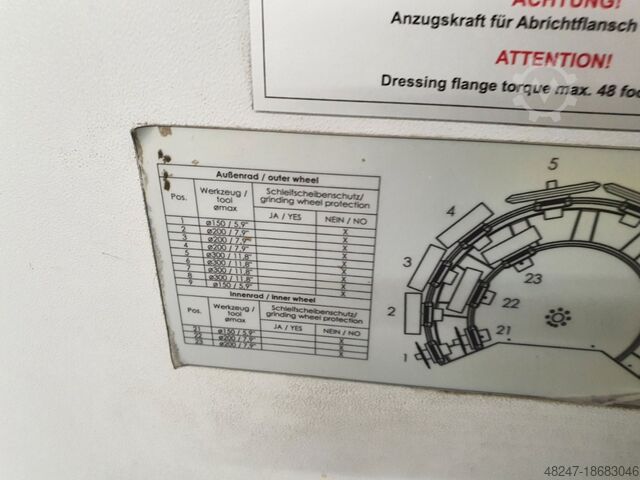 ACHTUNG!
Anzugskraft für Abrichtflansch
ATTENTION!
Dressing flange torque max. 48 foo
Außenrad / outer wheel
Pos. Werkzeug / tool ømax Schleifscheibenschutz/ grinding wheel protection
JA / YES NEIN / NO
1 ø150 / 5.9" X
2 ø200 / 7.9" X
3 ø200 / 7.9" X
4 ø200 / 7.9" X
5 ø300 / 11.8" X
6 ø300 / 11.8" X
7 ø300 / 11.8" X
8 ø300 / 11.8" X
9 ø150 / 5.9" X
Innenrad / inner wheel
Pos. Werkzeug / tool ømax Schleifscheibenschutz/ grinding wheel protection
JA / YES NEIN / NO
21 ø150 / 5.9" X
22 ø200 / 7.9" X
23 ø200 / 7.9" X
5
4
3
23
2
22
21
1
48247-18683046